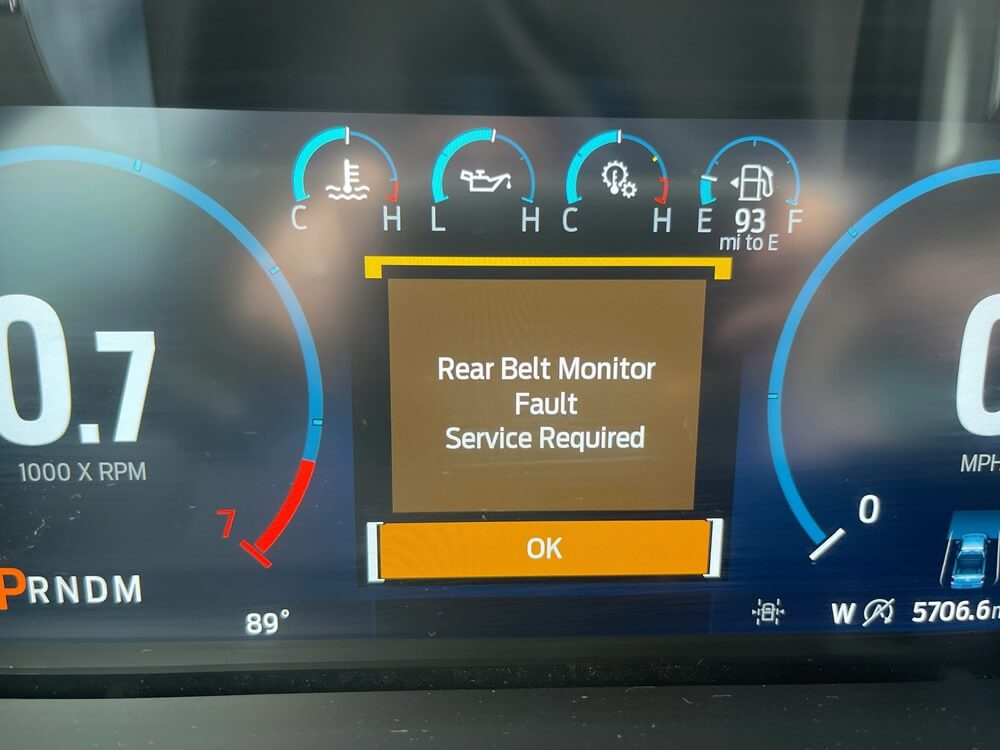 C H L H C H E 93 F
mi to E
Rear Belt Monitor
Fault
Service Required
0.7
1000 X RPM
0
MPH
7
OK
PRNDM
89°
W 5706.6